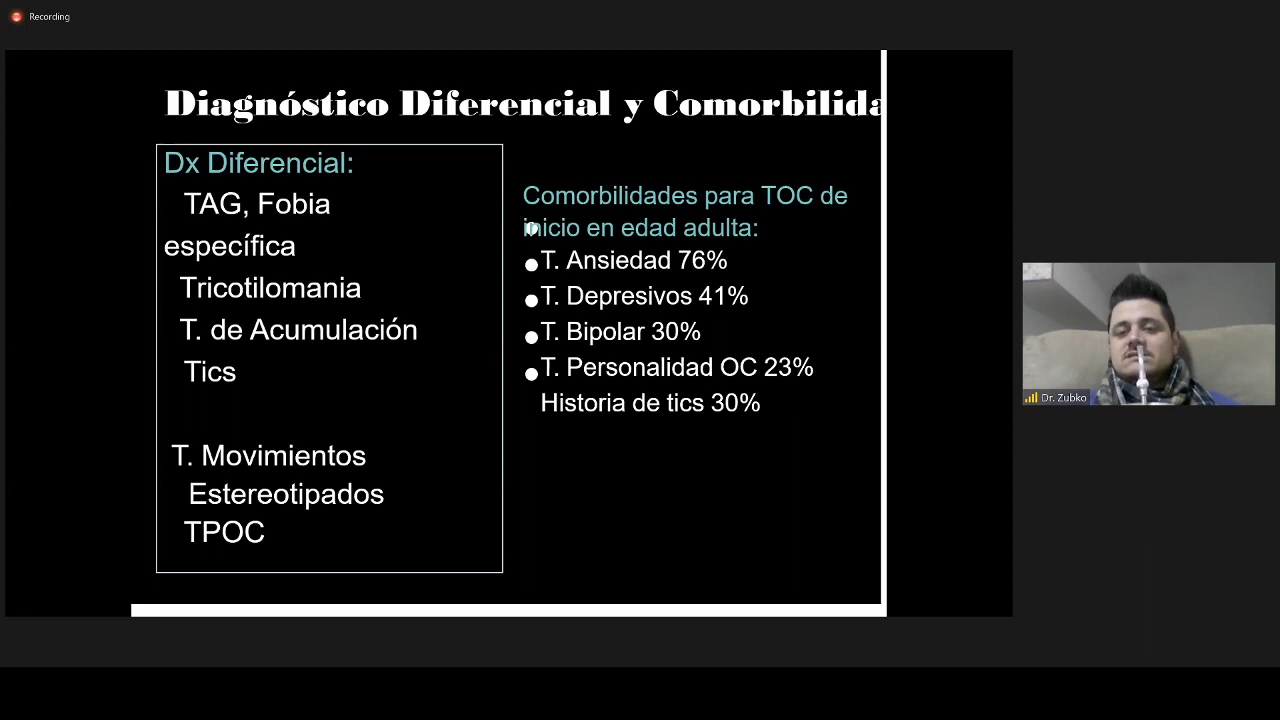 Recording
Diagnóstico Diferencial y Comorbilida
Dx Diferencial:
TAG, Fobia
específica
Tricotilomania
T. de Acumulación
Tics
T. Movimientos
Estereotipados
TPOC
Comorbilidades para TOC de
inicio en edad adulta:
T. Ansiedad 76%
T. Depresivos 41%
T. Bipolar 30%
T. Personalidad OC 23%
Historia de tics 30%
Dr. Zubko